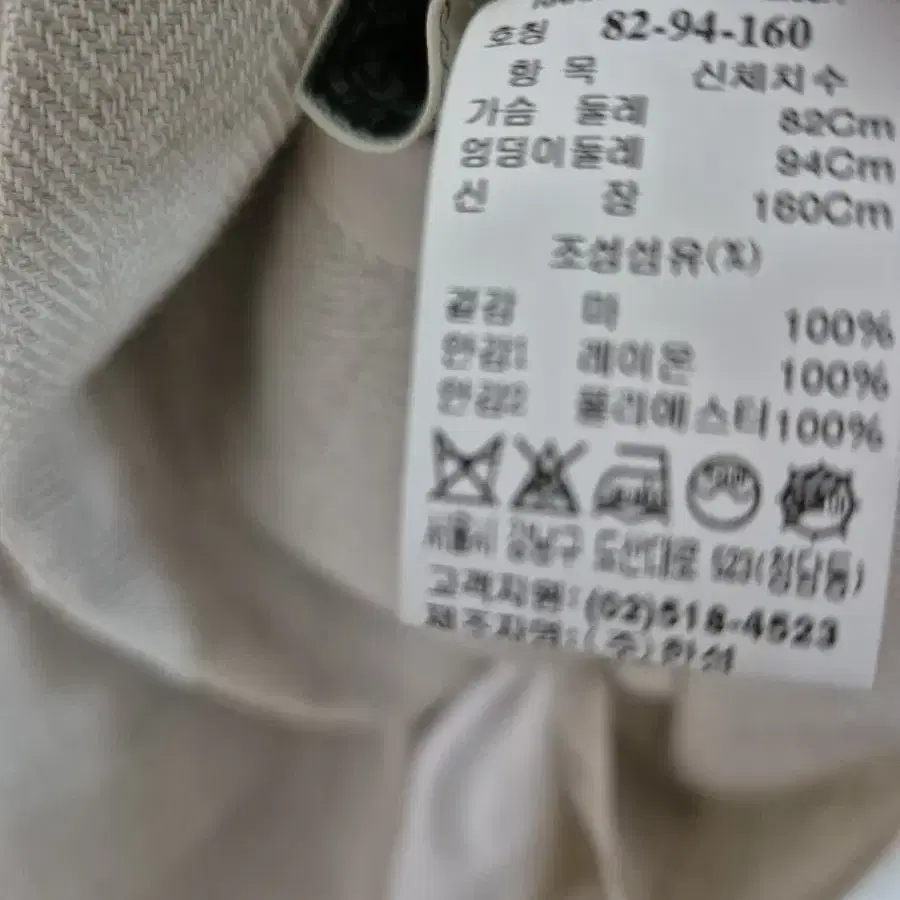 호칭 82-94-160
항 목 신체치수
가슴 둘레 82Cm
엉덩이둘레 94Cm
신 장 160Cm
조성섬유(%)
겉감 마 100%
안감1 레이온 100%
안감2 폴리에스터 100%
서울시 강남구 도산대로 523(청담동)
고객지원:(02)518-4523
제조자명:(주)한섬